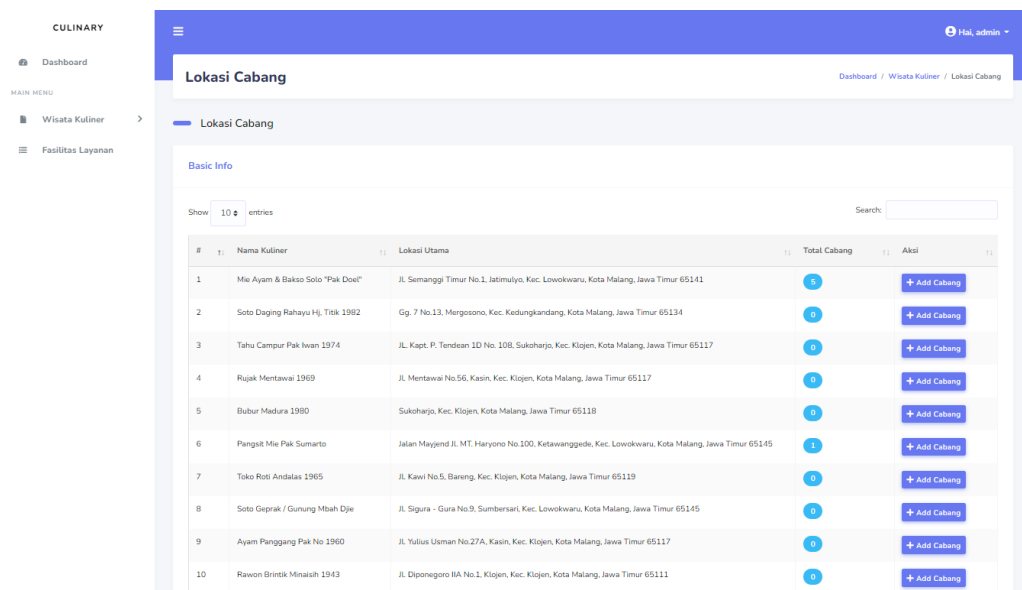 CULINARY
Hai, admin
Dashboard
MAIN MENU
Wisata Kuliner
Fasilitas Layanan
Lokasi Cabang
Dashboard / Wisata Kuliner / Lokasi Cabang
Lokasi Cabang
Basic Info
Show 10 entries
Search:
# Nama Kuliner Lokasi Utama Total Cabang Aksi
1 Mie Ayam & Bakso Solo "Pak Doel" Jl. Semanggi Timur No.1, Jatimulyo, Kec. Lowokwaru, Kota Malang, Jawa Timur 65141 5 + Add Cabang
2 Soto Daging Rahayu Hj, Titik 1982 Gg. 7 No.13, Mergosono, Kec. Kedungkandang, Kota Malang, Jawa Timur 65134 0 + Add Cabang
3 Tahu Campur Pak Iwan 1974 JL. Kapt. P. Tendean 1D No. 108, Sukoharjo, Kec. Klojen, Kota Malang, Jawa Timur 65117 0 + Add Cabang
4 Rujak Mentawai 1969 Jl. Mentawai No.56, Kasin, Kec. Klojen, Kota Malang, Jawa Timur 65117 0 + Add Cabang
5 Bubur Madura 1980 Sukoharjo, Kec. Klojen, Kota Malang, Jawa Timur 65118 0 + Add Cabang
6 Pangsit Mie Pak Sumarto Jalan Mayjend Jl. MT. Haryono No.100, Ketawanggede, Kec. Lowokwaru, Kota Malang, Jawa Timur 65145 1 + Add Cabang
7 Toko Roti Andalas 1965 Jl. Kawi No.5, Bareng, Kec. Klojen, Kota Malang, Jawa Timur 65119 0 + Add Cabang
8 Soto Geprak / Gunung Mbah Djie Jl. Sigura - Gura No.9, Sumbersari, Kec. Lowokwaru, Kota Malang, Jawa Timur 65145 0 + Add Cabang
9 Ayam Panggang Pak No 1960 Jl. Yulius Usman No.27A, Kasin, Kec. Klojen, Kota Malang, Jawa Timur 65117 0 + Add Cabang
10 Rawon Brintik Minaisih 1943 Jl. Diponegoro IIA No.1, Klojen, Kec. Klojen, Kota Malang, Jawa Timur 65111 0 + Add Cabang